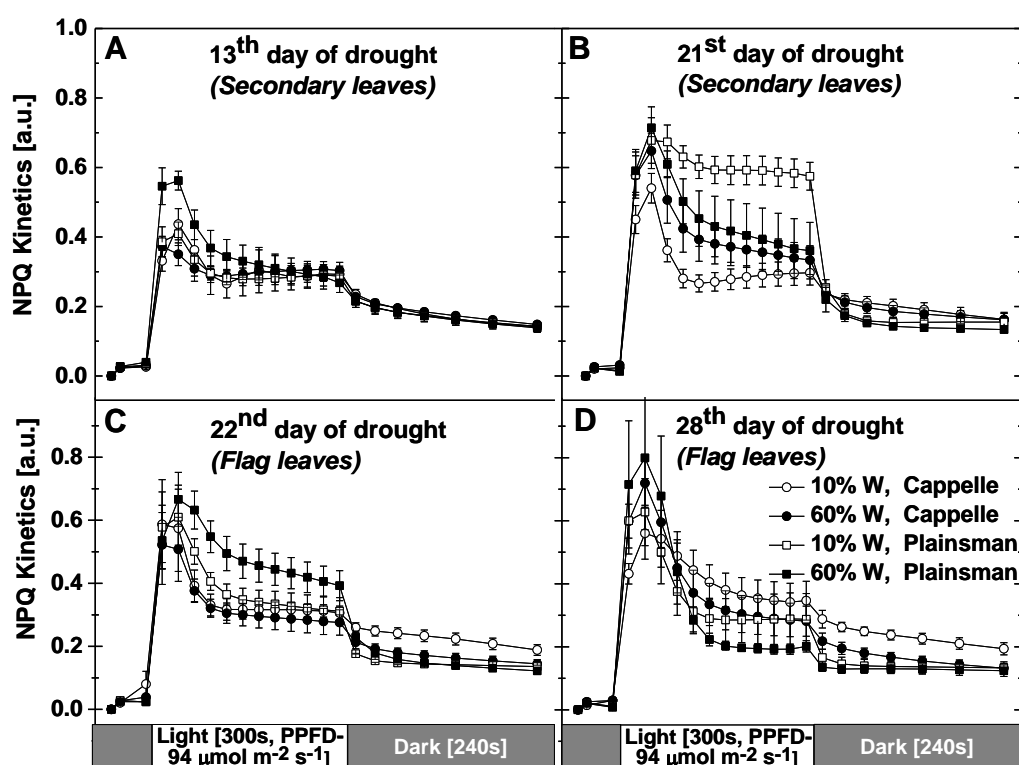 A
13th day of drought
(Secondary leaves)
B
21st day of drought
(Secondary leaves)
NPQ Kinetics [a.u.]
1.0
0.8
0.6
0.4
0.2
0.0
C
22nd day of drought
(Flag leaves)
D
28th day of drought
(Flag leaves)
10% W, Cappelle
60% W, Cappelle
10% W, Plainsman
60% W, Plainsman
NPQ Kinetics [a.u.]
0.8
0.6
0.4
0.2
0.0
Light [300s, PPFD-
94 µmol m-2 s-1]
Dark [240s]
Light [300s, PPFD-
94 µmol m-2 s-1]
Dark [240s]